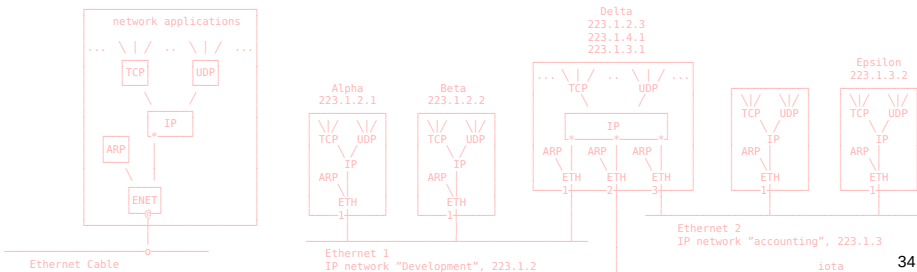 network applications
... \ | / .. \ | / ...
TCP UDP
\ /
IP
*
ARP
\ |
ENET
@
o
Ethernet Cable
Alpha
223.1.2.1
\|/ \|/
TCP UDP
\ /
IP
ARP |
\|
ETH
1
Beta
223.1.2.2
\|/ \|/
TCP UDP
\ /
IP
ARP |
\|
ETH
1
Delta
223.1.2.3
223.1.4.1
223.1.3.1
... \ | / .. \ | / ...
TCP UDP
\ /
IP
* * *
ARP | ARP | ARP |
\| \| \|
ETH ETH ETH
1 2 3
Ethernet 1
IP network "Development", 223.1.2
\|/ \|/
TCP UDP
\ /
IP
ARP |
\|
ETH
1
Epsilon
223.1.3.2
\|/ \|/
TCP UDP
\ /
IP
ARP |
\|
ETH
1
Ethernet 2
IP network "accounting", 223.1.3
iota
34